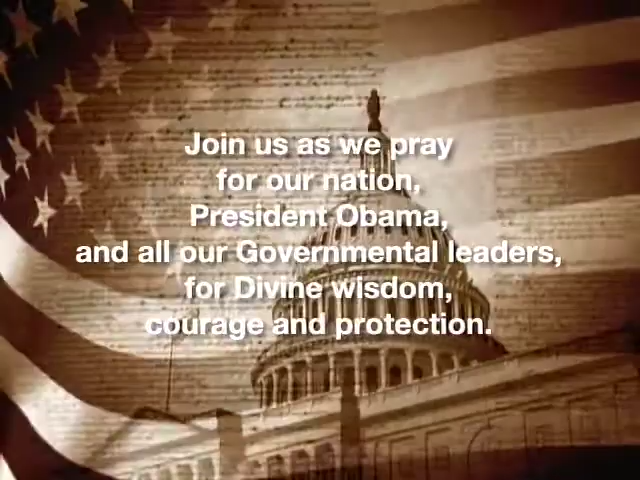 Join us as we pray
for our nation,
President Obama,
and all our Governmental leaders,
for Divine wisdom,
courage and protection.